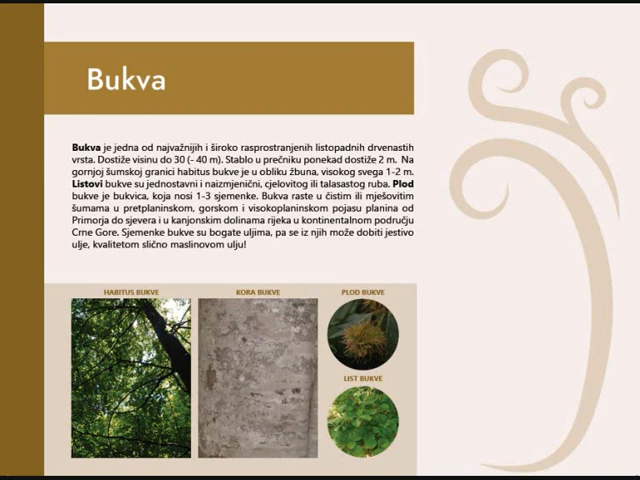 Bukva
Bukva je jedna od najvažnijih i široko rasprostranjenih listopadnih drvenastih
vrsta. Dostiže visinu do 30 (- 40 m). Stablo u prečniku ponekad dostiže 2 m. Na
gornjoj šumskoj granici habitus bukve je u obliku žbuna, visokog svega 1-2 m.
Listovi bukve su jednostavni i naizmjenični, cjelovitog ili talasastog ruba. Plod
bukve je bukvica, koja nosi 1-3 sjemenke. Bukva raste u čistim ili mješovitim
šumama u pretplaninskom, gorskom i visokoplaninskom pojasu planina od
Primorja do sjevera i u kanjonskim dolinama rijeka u kontinentalnom području
Crne Gore. Sjemenke bukve su bogate uljima, pa se iz njih može dobiti jestivo
ulje, kvalitetom slično maslinovom ulju!
HABITUS BUKVE
KORA BUKVE
PLOD BUKVE
LIST BUKVE